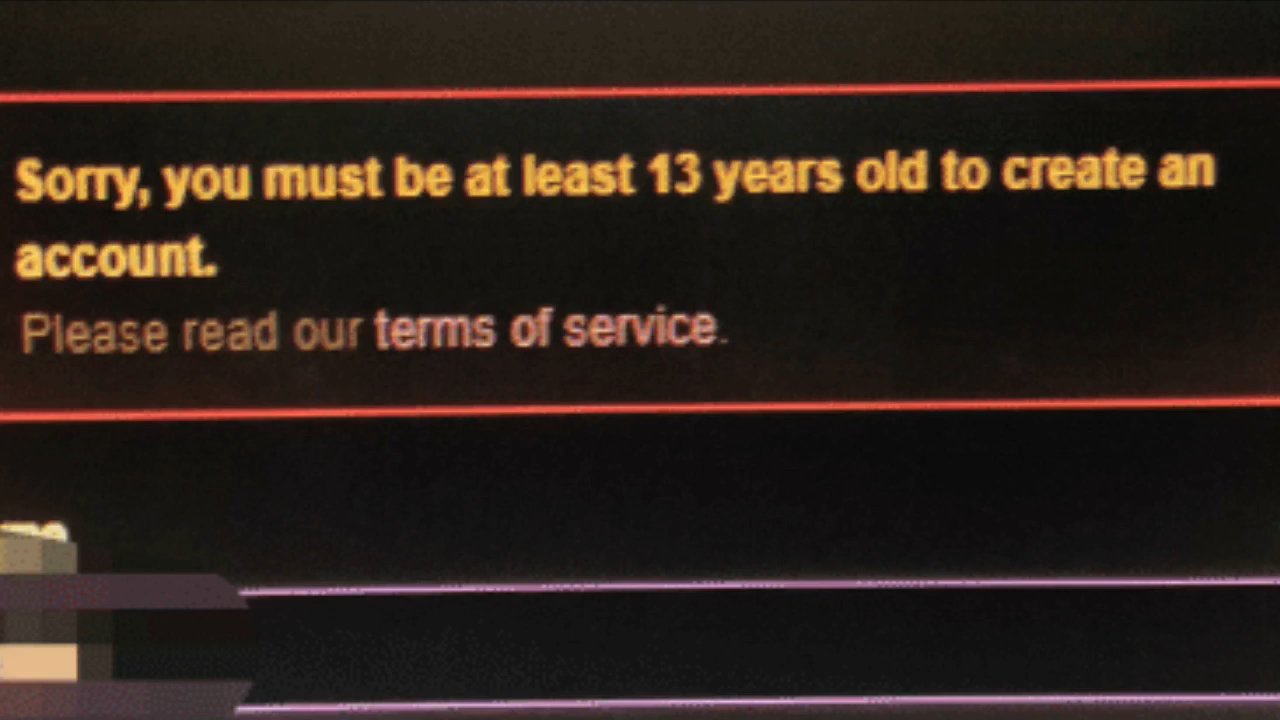 Sorry, you must be at least 13 years old to create an
account.
Please read our terms of service.